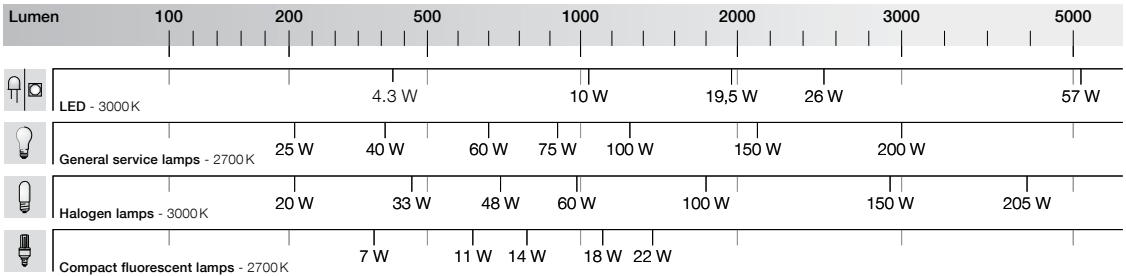 Lumen 100 200 500 1000 2000 3000 5000
4.3 W 10 W 19,5 W 26 W 57 W
LED - 3000 K
25 W 40 W 60 W 75 W 100 W 150 W 200 W
General service lamps - 2700 K
20 W 33 W 48 W 60 W 100 W 150 W 205 W
Halogen lamps - 3000 K
7 W 11 W 14 W 18 W 22 W
Compact fluorescent lamps - 2700 K